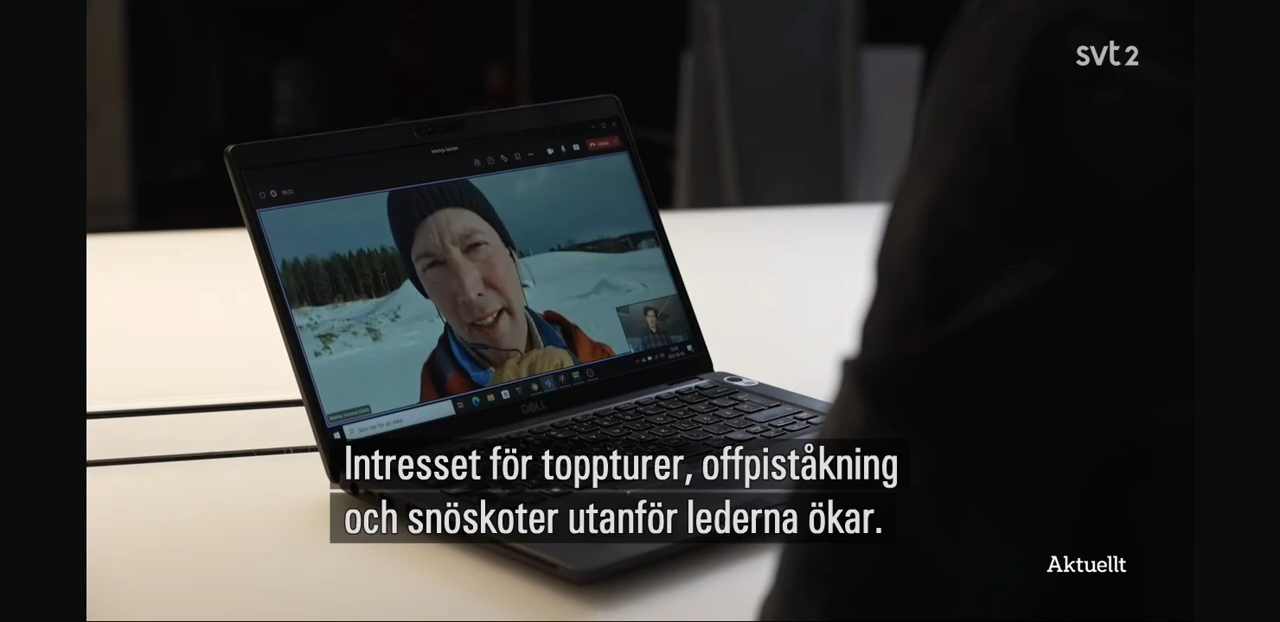 svt2
DELL
Intresset för toppturer, offpiståkning
och snöskoter utanför lederna ökar.
Aktuellt